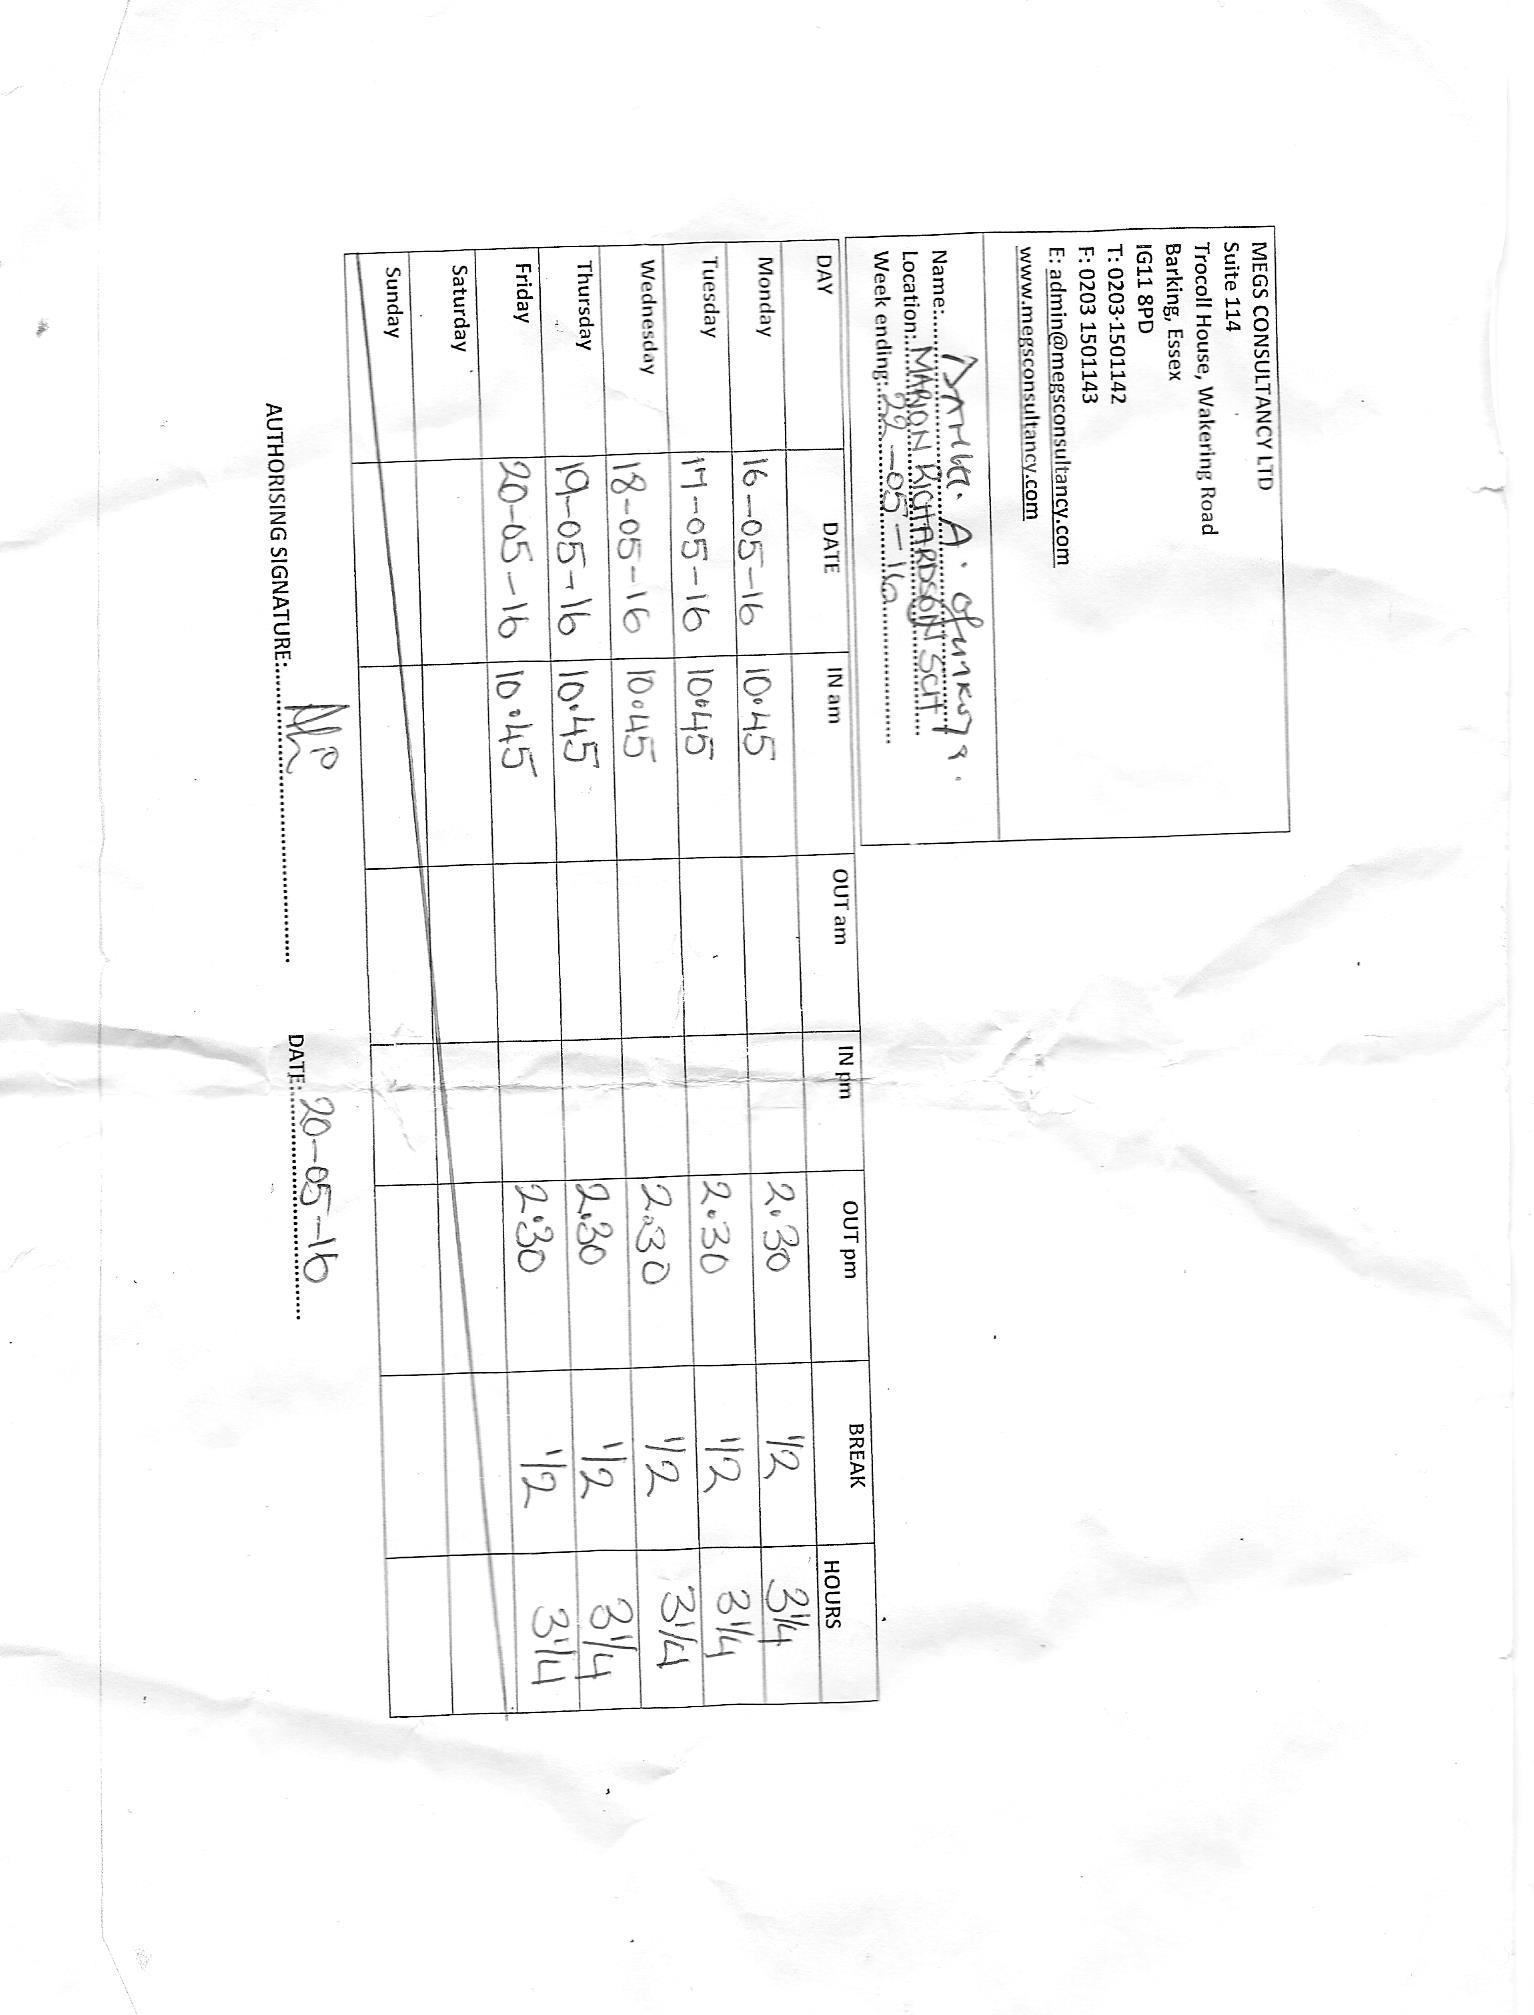 MEGS CONSULTANCY LTD
Suite 114
Trocoll House, Wakering Road
Barking, Essex
IG11 8PD
T: 0203 1501142
F: 0203 1501143
E: admin@megsconsultancy.com
www.megsconsultancy.com
Name: A.
Location: MARION RICHARDSON SCH
Week ending: 22-05-16
DAY DATE IN am OUT am IN pm OUT pm BREAK HOURS
Monday 16-05-16 10.45 2.30 1/2 3 1/4
Tuesday 17-05-16 10.45 2.30 1/2 3 1/4
Wednesday 18-05-16 10.45 2.30 1/2 3 1/4
Thursday 19-05-16 10.45 2.30 1/2 3 1/4
Friday 20-05-16 10.45 2.30 1/2 3 1/4
Saturday
Sunday
AUTHORISING SIGNATURE: DATE: 20-05-16